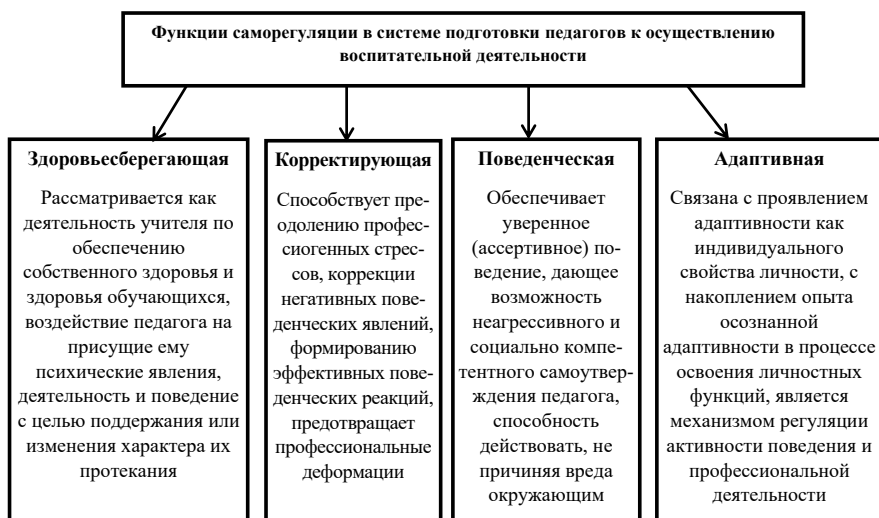 Функции саморегуляции в системе подготовки педагогов к осуществлению
воспитательной деятельности
Здоровьесберегающая
Рассматривается как
деятельность учителя по
обеспечению
собственного здоровья и
здоровья обучающихся,
воздействие педагога на
присущие ему
психические явления,
деятельность и поведение
с целью поддержания или
изменения характера их
протекания
Корректирующая
Способствует пре-
одолению профес-
сиогенных стрес-
сов, коррекции
негативных пове-
денческих явлений,
формированию
эффективных пове-
денческих реакций,
предотвращает
профессиональные
деформации
Поведенческая
Обеспечивает
уверенное
(ассертивное) по-
ведение, дающее
возможность
неагрессивного и
социально компе-
тентного самоутвер-
ждения педагога,
способность
действовать, не
причиняя вреда
окружающим
Адаптивная
Связана с проявлением
адаптивности как
индивидуального
свойства личности, с
накоплением опыта
осознанной
адаптивности в процессе
освоения личностных
функций, является
механизмом регуляции
активности поведения и
профессиональной
деятельности